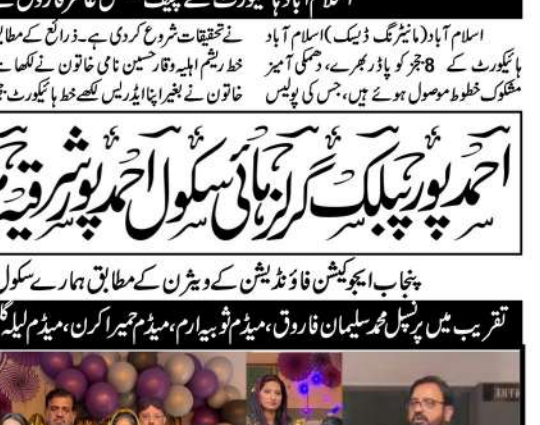 اسلام آباد (مانیٹرنگ ڈیسک) اسلام آباد
ہائیکورٹ کے 8 ججز کو پاڈر بھرے، دھمکی آمیز
مشکوک خطوط موصول ہوئے ہیں، جس کی پولیس
نے تحقیقات شروع کر دی ہے۔ ذرائع کے
خط ریشم اہلیہ وقار حسین نامی خاتون نے لکھا
خاتون نے بغیر اپنا ایڈریس لکھے خط ہائیکورٹ
احمد پور پبلک گرلز ہائی سکول احمد پور شرقیہ
پنجاب ایجوکیشن فاؤنڈیشن کے ویژن کے مطابق ہمارے سکول
تقریب میں پرنسپل محمد سلیمان فاروق، میڈم ثوبیہ ارم، میڈم حمیرا کرن، میڈم لیلہ